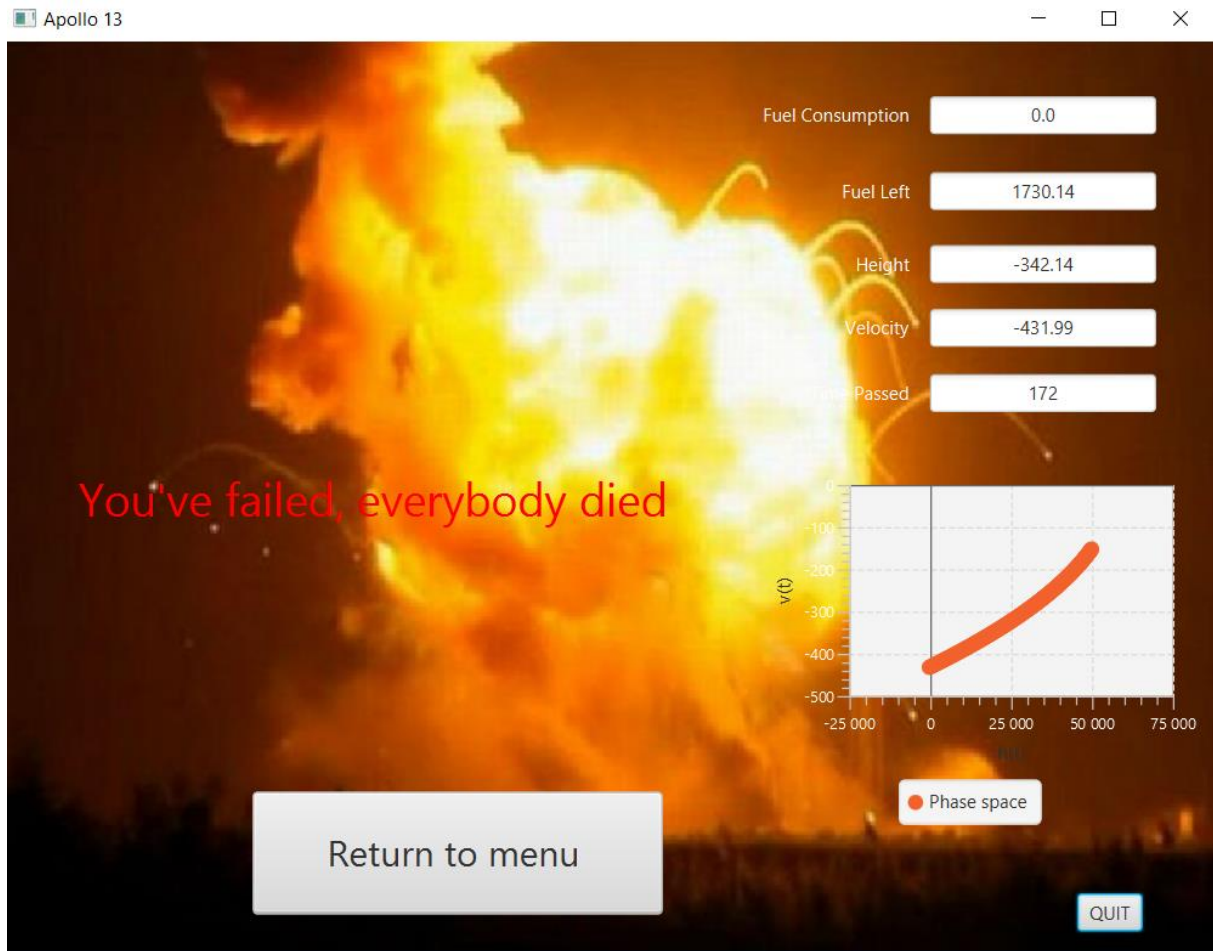 Apollo 13
Fuel Consumption 0.0
Fuel Left 1730.14
Height -342.14
Velocity -431.99
Passed 172
You've failed, everybody died
v(t)
0
-100
-200
-300
-400
-500
-25 000 0 25 000 50 000 75 000
Phase space
Return to menu
QUIT